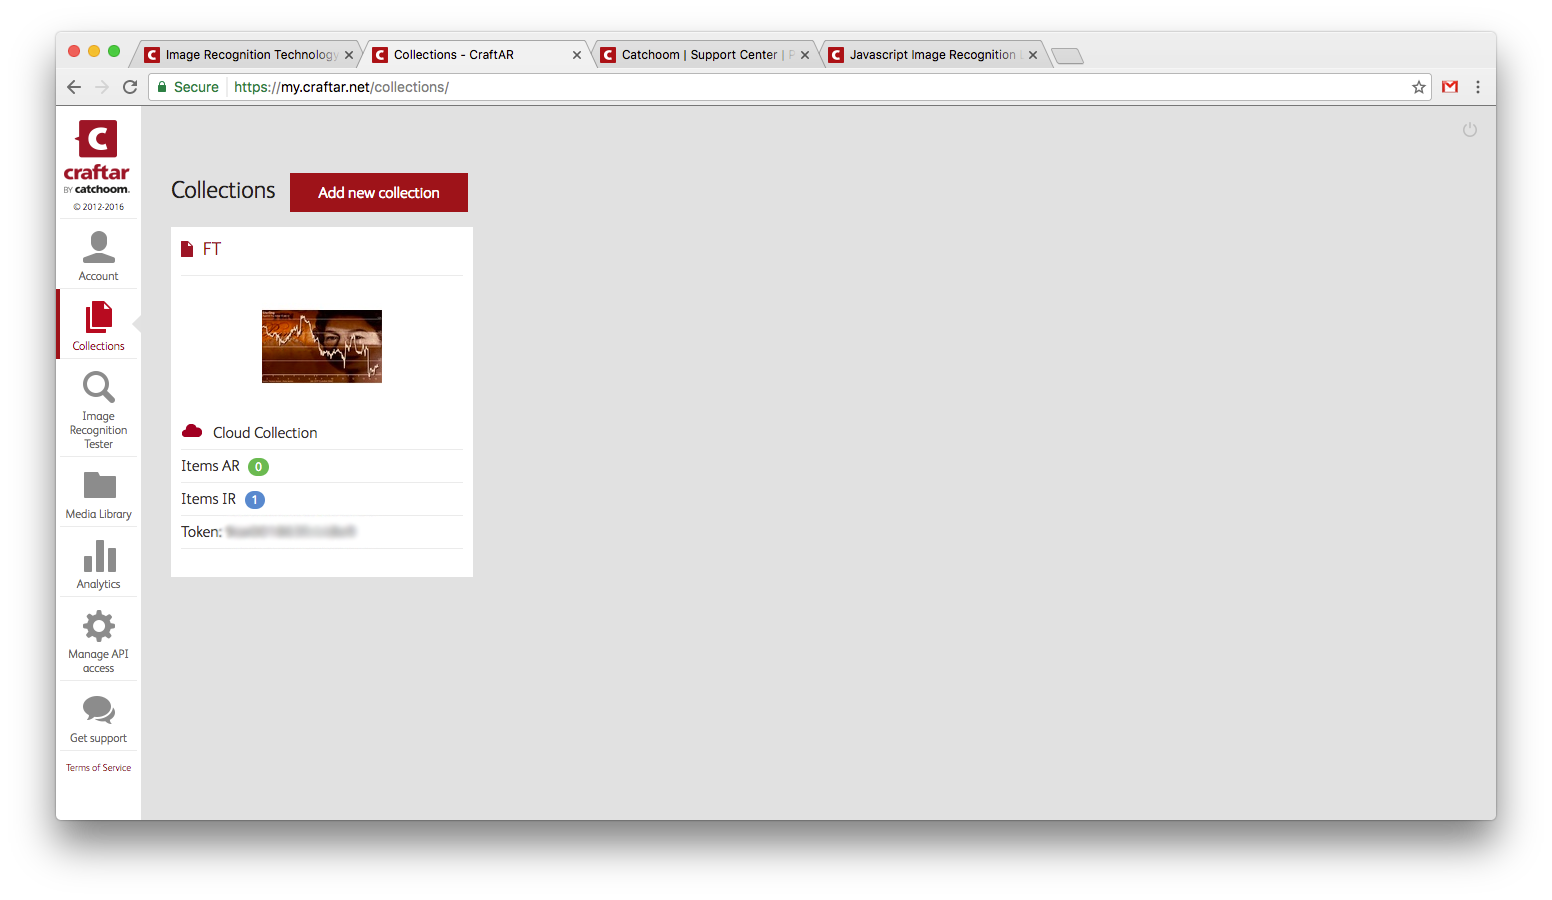 Image Recognition Technology
Collections - CraftAR
Catchoom | Support Center | P
Javascript Image Recognition
Secure
https://my.craftar.net/collections/
craftar
BY catchoom.
© 2012-2016
Account
Collections
Image
Recognition
Tester
Media Library
Analytics
Manage API
access
Get support
Terms of Service
Collections
Add new collection
FT
Cloud Collection
Items AR 0
Items IR 1
Token: